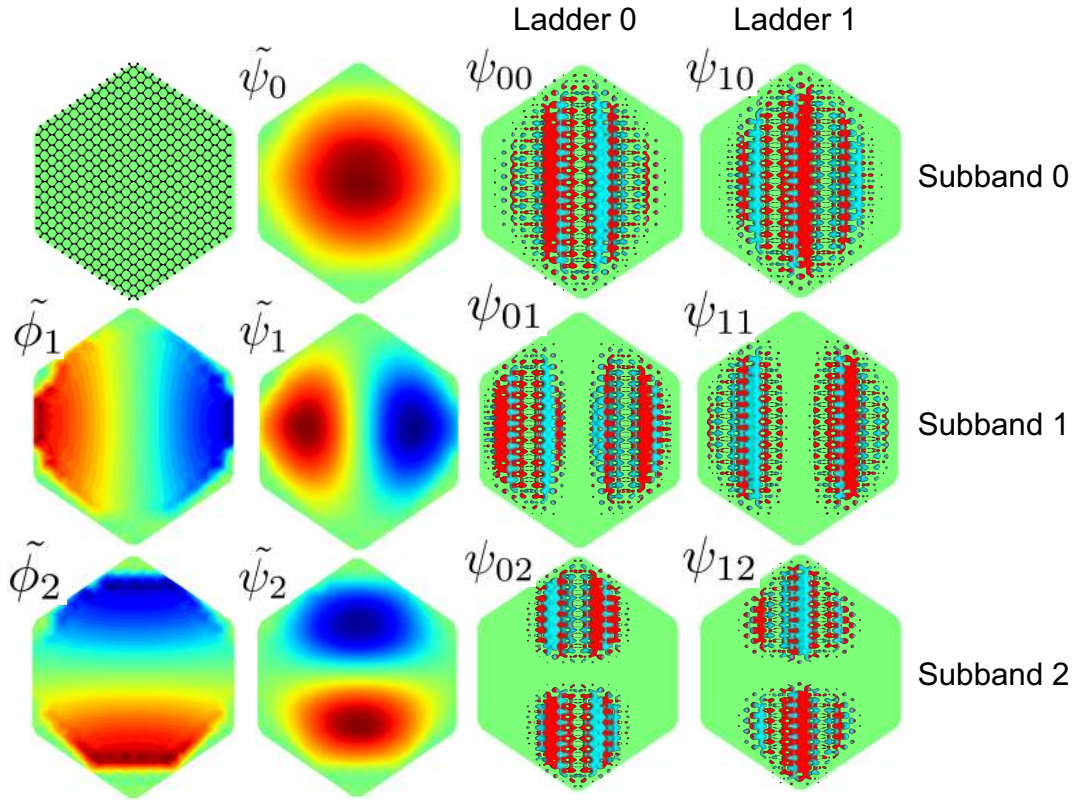 Ladder 0 Ladder 1
ψ̃₀ ψ₀₀ ψ₁₀
Subband 0
ϕ̃₁ ψ̃₁ ψ₀₁ ψ₁₁
Subband 1
ϕ̃₂ ψ̃₂ ψ₀₂ ψ₁₂
Subband 2